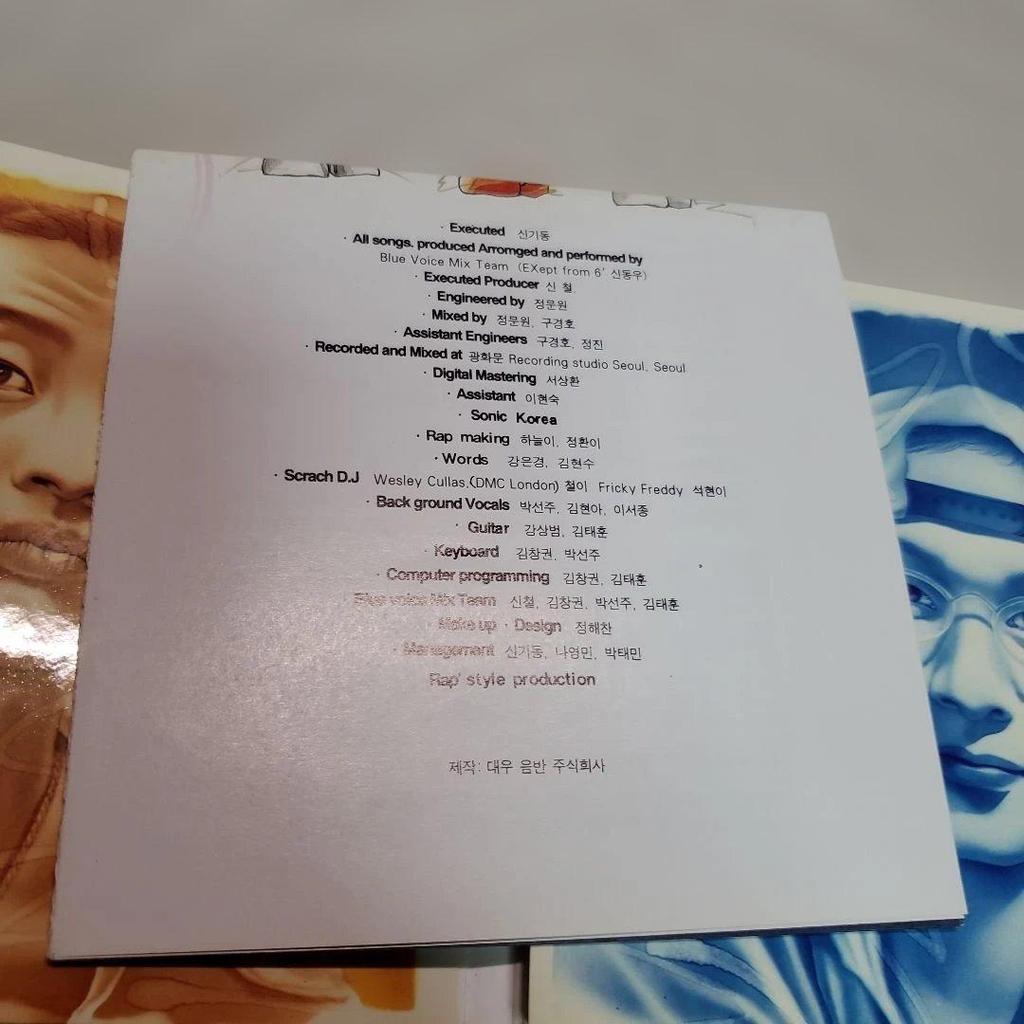 · Executed 신기동
· All songs. produced Arromged and performed by
Blue Voice Mix Team (EXept from 6' 신동우)
· Executed Producer 신 철
· Engineered by 정문원
· Mixed by 정문원, 구경호
· Assistant Engineers 구경호, 정진
· Recorded and Mixed at 광화문 Recording studio Seoul, Seoul
· Digital Mastering 서상환
· Assistant 이현숙
· Sonic Korea
· Rap making 하늘이, 정환이
· Words 강은경, 김현수
· Scrach D.J Wesley Cullas,(DMC London) 철이 Fricky Freddy 석현이
· Back ground Vocals 박선주, 김현아, 이서종
· Guitar 강상범, 김태훈
· Keyboard 김창권, 박선주
· Computer programming 김창권, 김태훈
Blue voice Mix Team 신철, 김창권, 박선주, 김태훈
· Make up · Design 정해찬
· Management 신기동, 나영민, 박태민
Rap' style production
제작: 대우 음반 주식회사